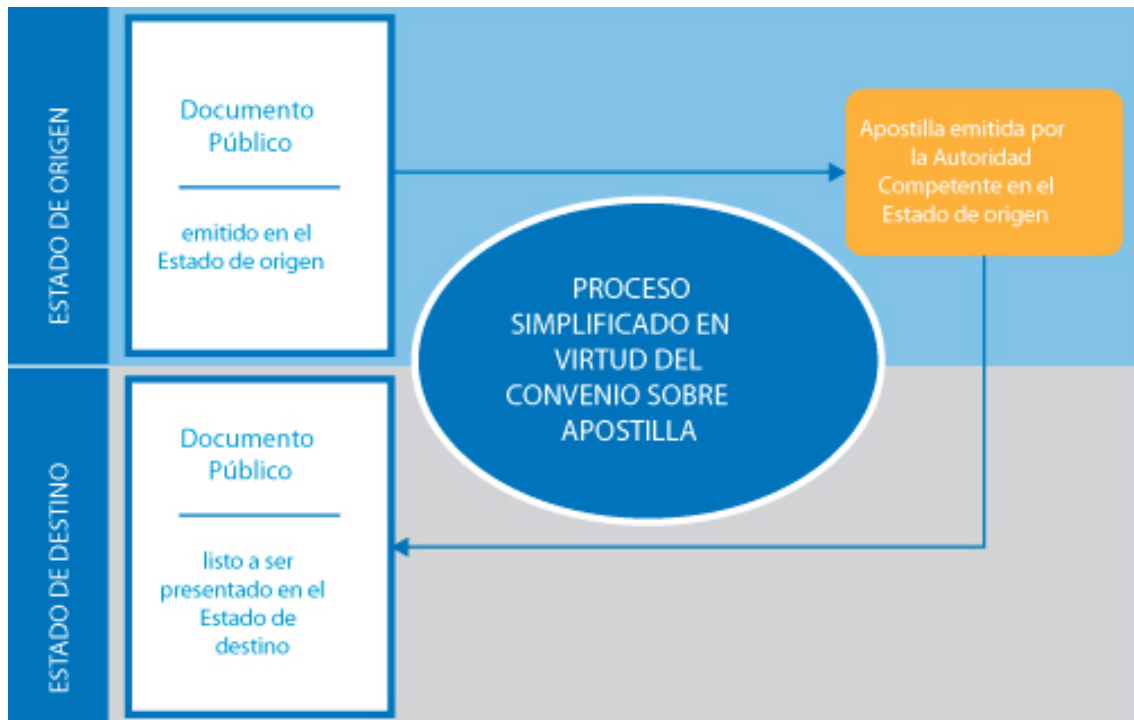 ESTADO DE ORIGEN
Documento
Público
emitido en el
Estado de origen
Apostilla emitida por
la Autoridad
Competente en el
Estado de origen
PROCESO
SIMPLIFICADO EN
VIRTUD DEL
CONVENIO SOBRE
APOSTILLA
ESTADO DE DESTINO
Documento
Público
listo a ser
presentado en el
Estado de
destino